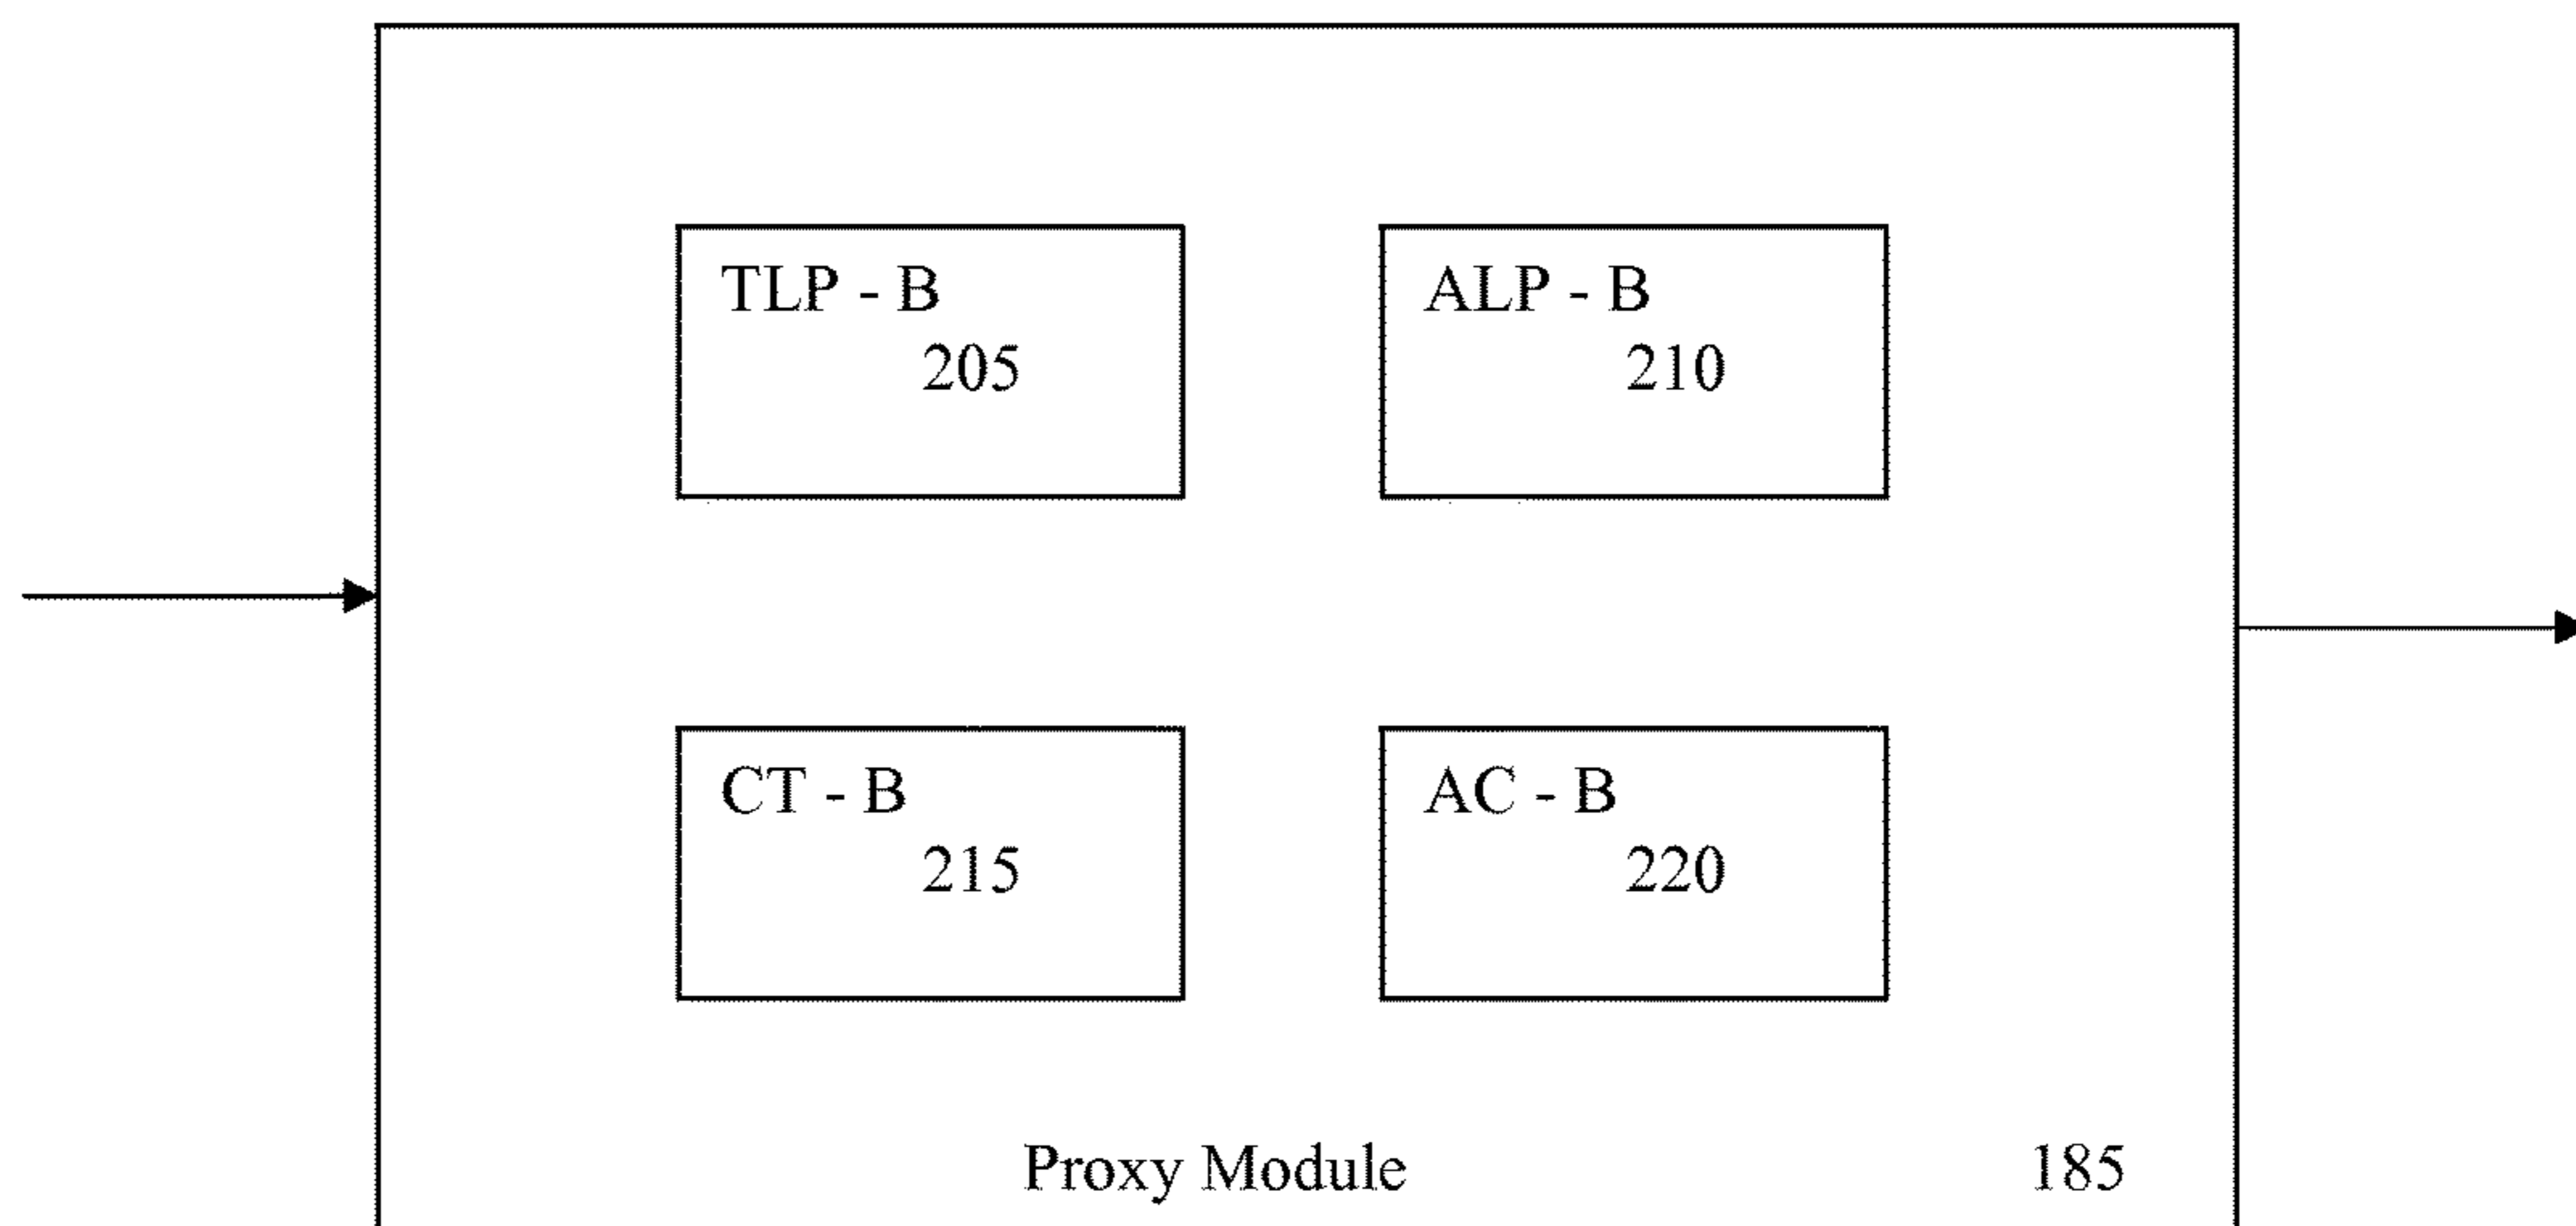 TLP - B
205
ALP - B
210
CT - B
215
AC - B
220
Proxy Module
185